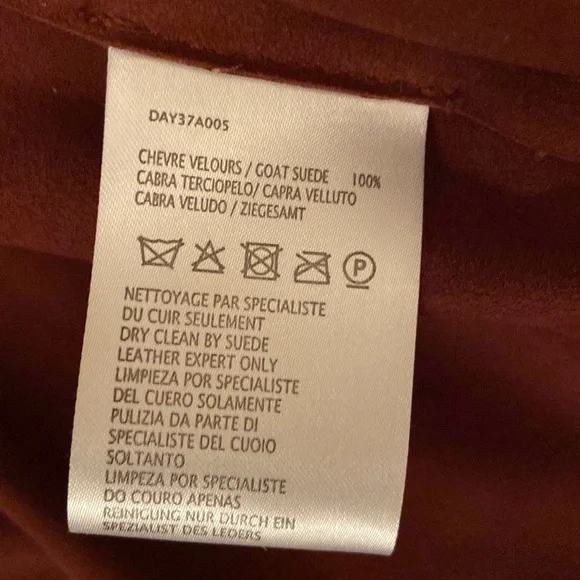 DAY37A005
CHEVRE VELOURS / GOAT SUEDE 100%
CABRA TERCIOPELO/ CAPRA VELLUTO
CABRA VELUDO / ZIEGESAMT
P
NETTOYAGE PAR SPECIALISTE
DU CUIR SEULEMENT
DRY CLEAN BY SUEDE
LEATHER EXPERT ONLY
LIMPIEZA POR SPECIALISTE
DEL CUERO SOLAMENTE
PULIZIA DA PARTE DI
SPECIALISTE DEL CUOIO
SOLTANTO
LIMPEZA POR SPECIALISTE
DO COURO APENAS
REINIGUNG NUR DURCH EIN
SPEZIALIST DES LEDERS